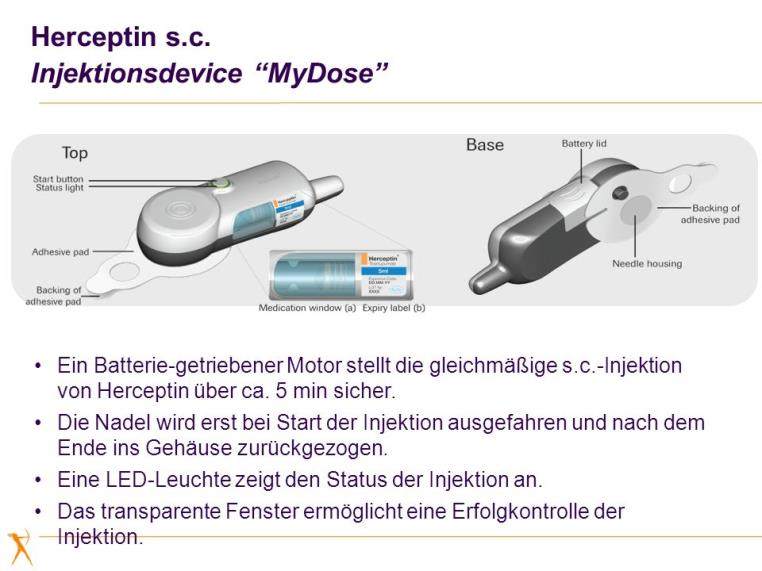 Herceptin s.c.
Injektionsdevice “MyDose”
Top
Start button
Status light
Adhesive pad
Backing of
adhesive pad
Herceptin
5ml
Medication window (a) Expiry label (b)
Base
Battery lid
Backing of
adhesive pad
Needle housing
• Ein Batterie-getriebener Motor stellt die gleichmäßige s.c.-Injektion
von Herceptin über ca. 5 min sicher.
• Die Nadel wird erst bei Start der Injektion ausgefahren und nach dem
Ende ins Gehäuse zurückgezogen.
• Eine LED-Leuchte zeigt den Status der Injektion an.
• Das transparente Fenster ermöglicht eine Erfolgkontrolle der
Injektion.